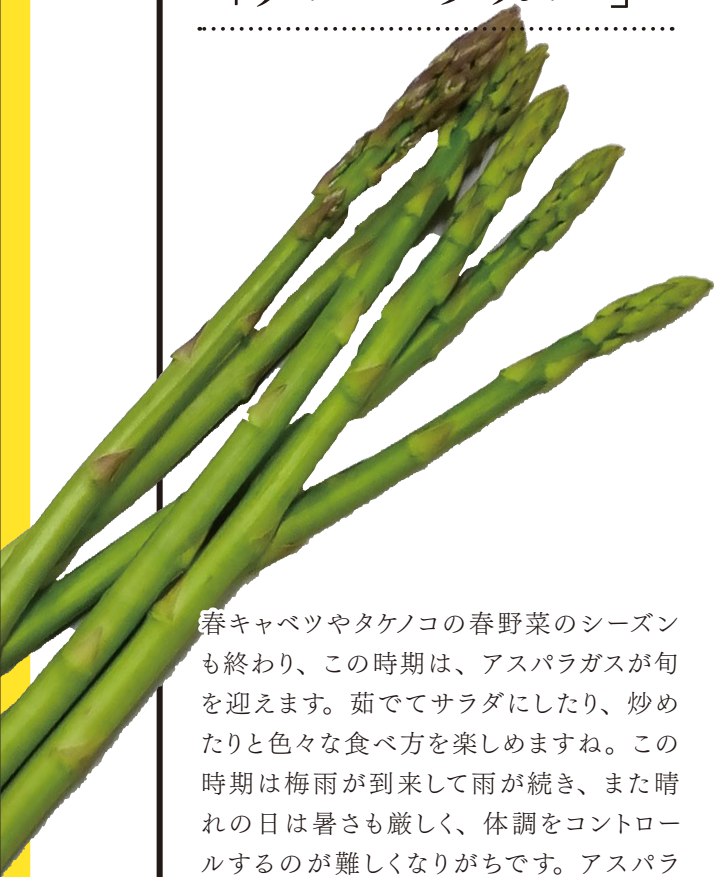 春キャベツやタケノコの春野菜のシーズン
も終わり、この時期は、アスパラガスが旬
を迎えます。茹でてサラダにしたり、炒め
たりと色々な食べ方を楽しめますね。この
時期は梅雨が到来して雨が続き、また晴
れの日は暑さも厳しく、体調をコントロー
ルするのが難しくなりがちです。アスパラ